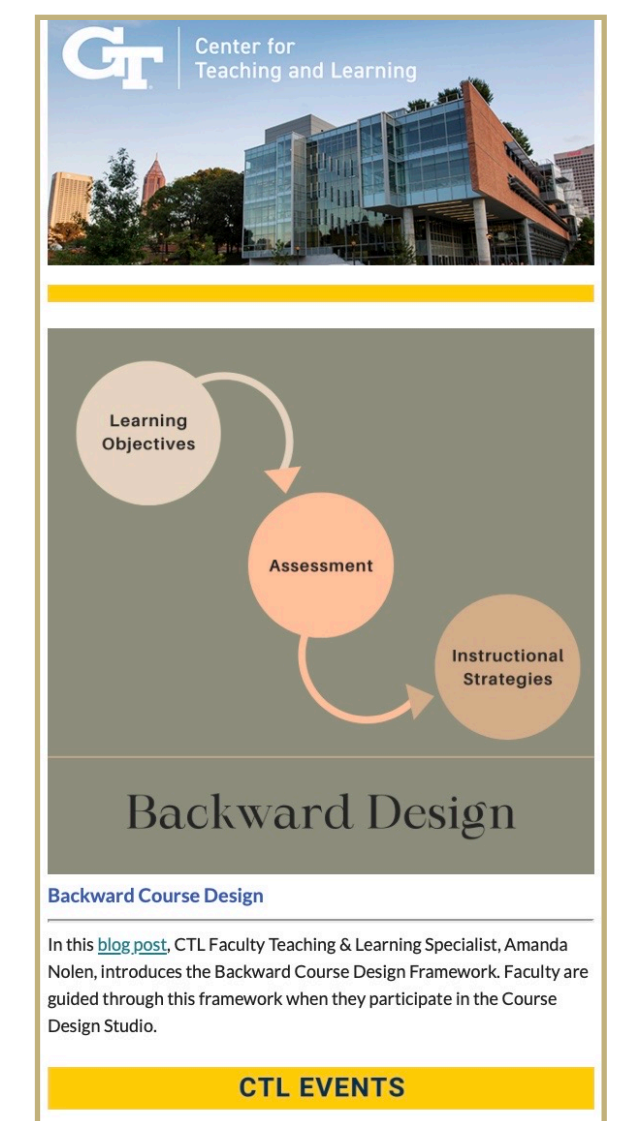 GT
Center for
Teaching and Learning
Learning
Objectives
Assessment
Instructional
Strategies
Backward Design
Backward Course Design
In this blog post, CTL Faculty Teaching & Learning Specialist, Amanda
Nolen, introduces the Backward Course Design Framework. Faculty are
guided through this framework when they participate in the Course
Design Studio.
CTL EVENTS